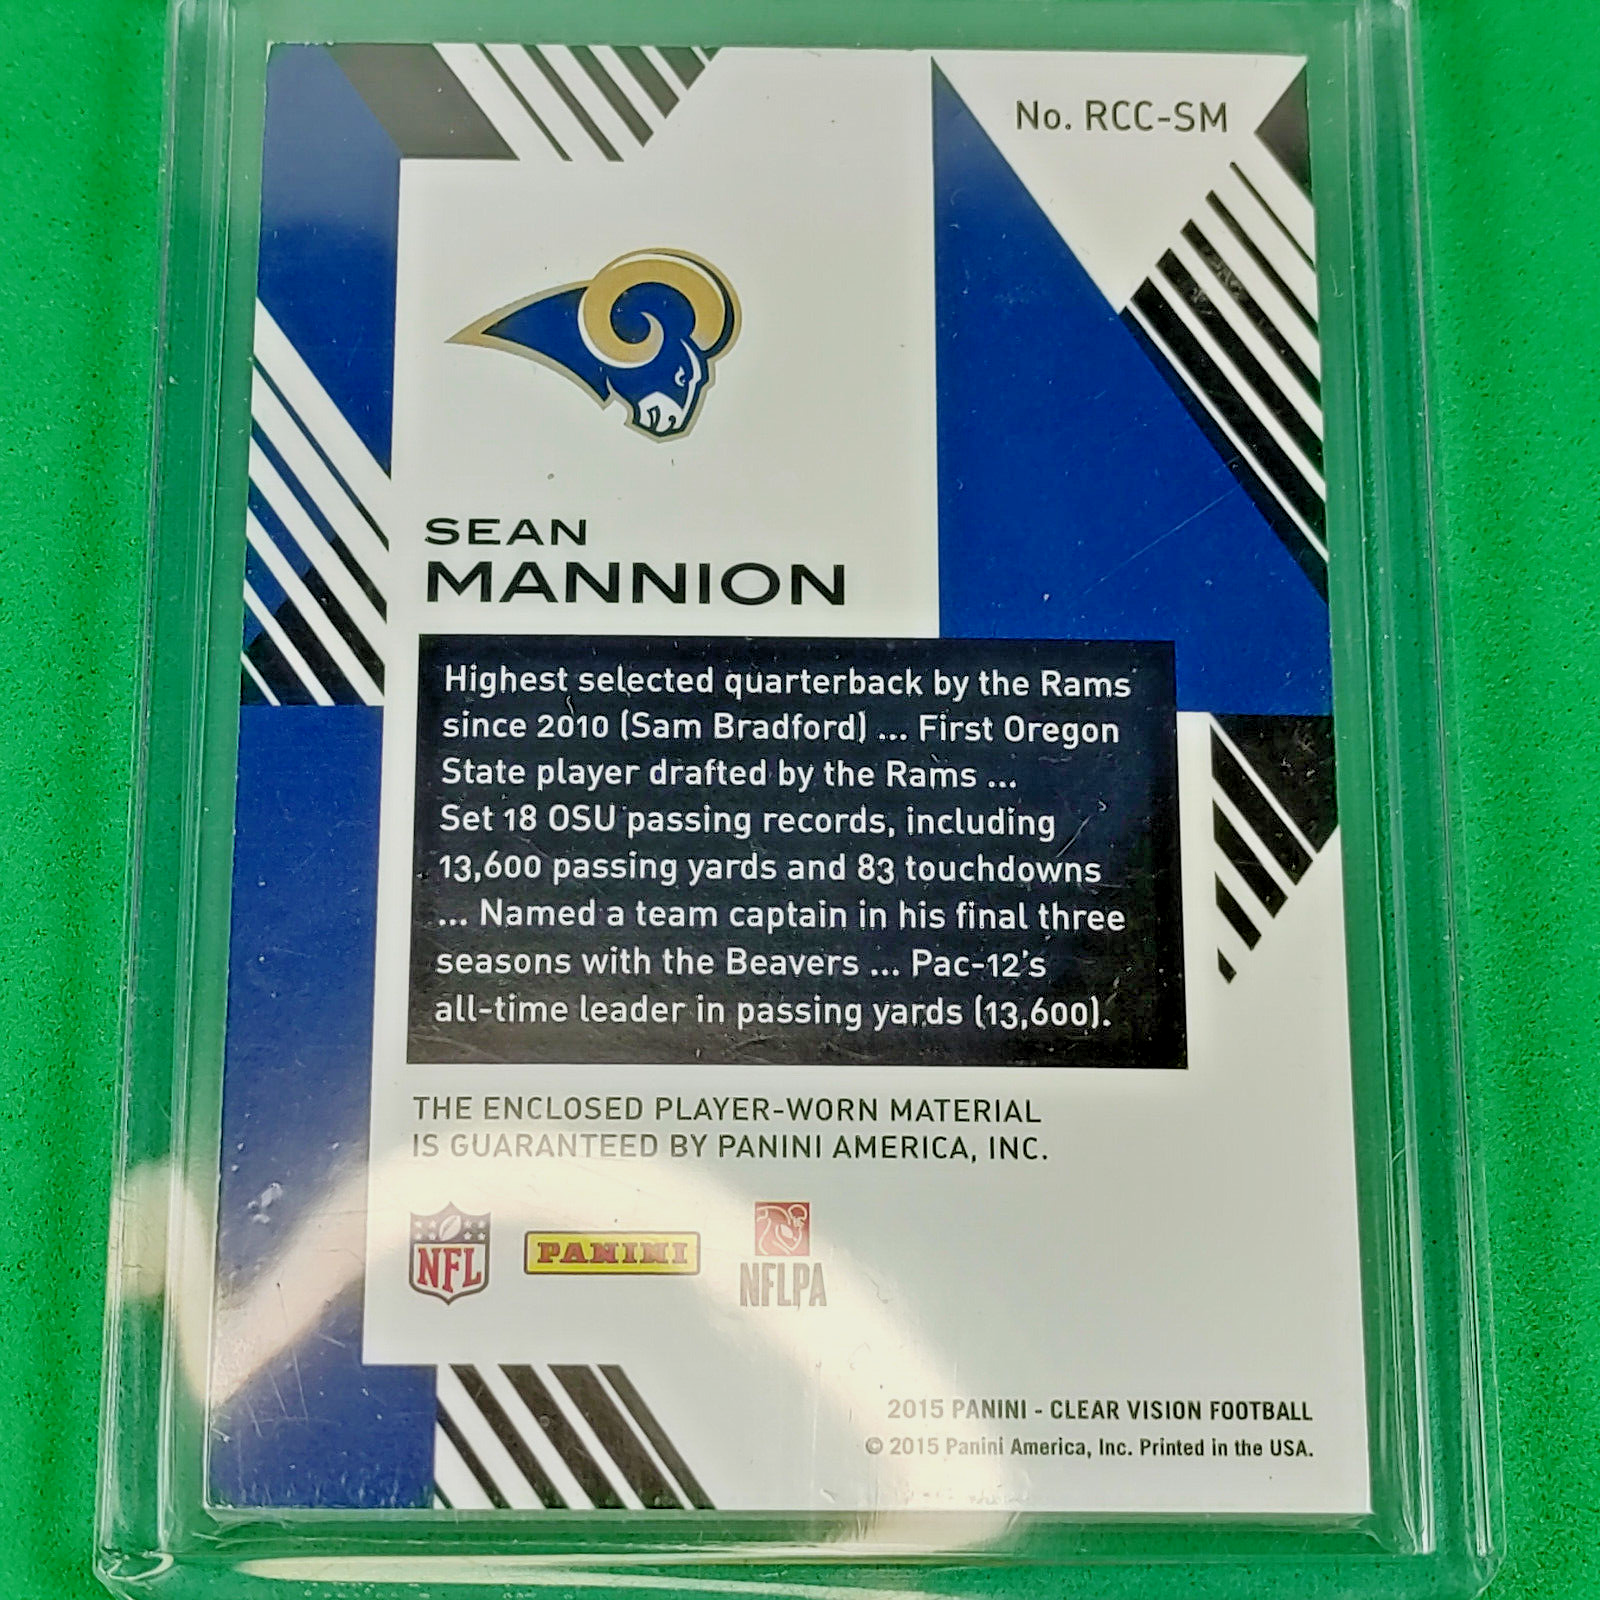 No. RCC-SM
SEAN
MANNION
Highest selected quarterback by the Rams
since 2010 (Sam Bradford) ... First Oregon
State player drafted by the Rams ...
Set 18 OSU passing records, including
13,600 passing yards and 83 touchdowns
... Named a team captain in his final three
seasons with the Beavers ... Pac-12's
all-time leader in passing yards (13,600).
THE ENCLOSED PLAYER-WORN MATERIAL
IS GUARANTEED BY PANINI AMERICA, INC.
NFL PANINI NFLPA
2015 PANINI - CLEAR VISION FOOTBALL
© 2015 Panini America, Inc. Printed in the USA.